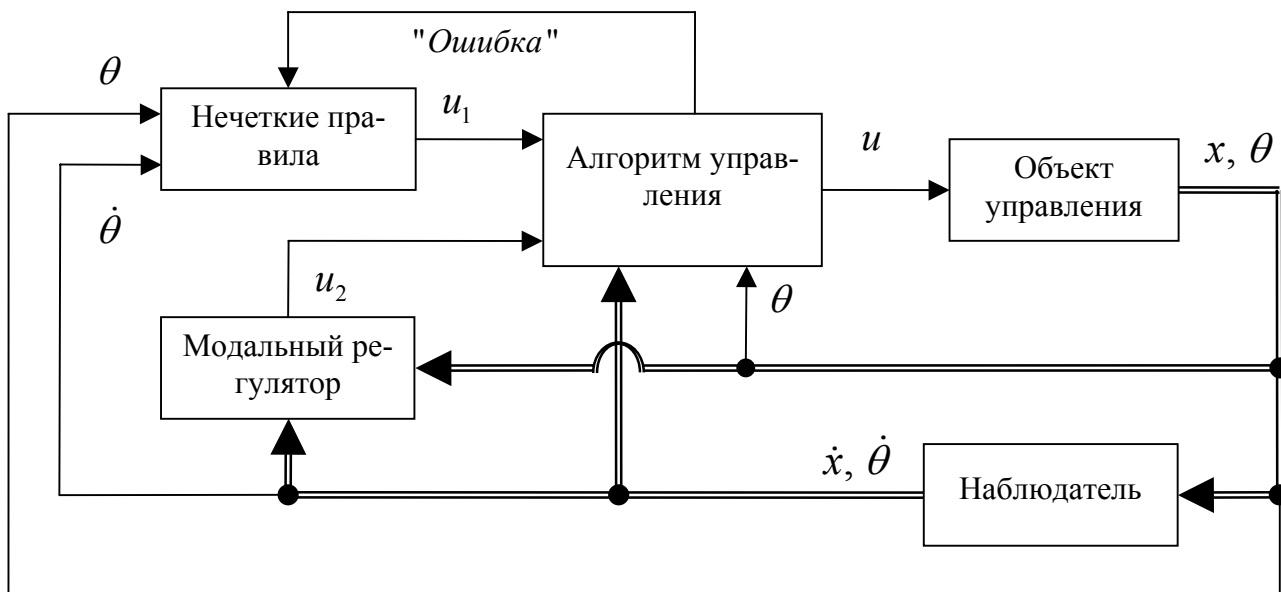 "Ошибка"
θ
Нечеткие пра-
вила
u₁
Алгоритм управ-
ления
u
Объект
управления
x, θ
θ̇
u₂
θ
Модальный ре-
гулятор
ẋ, θ̇
Наблюдатель